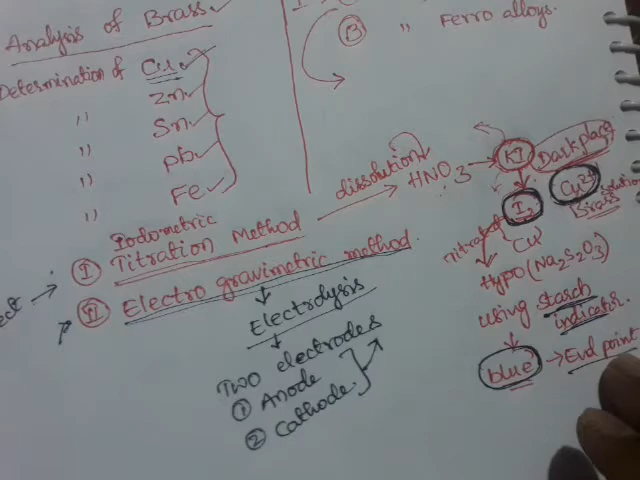 Analysis of Brass
Determination of Cu
" Zn
" Sn
" Pb
" Fe
Iodometric
I Titration Method
II Electro gravimetric method
Electrolysis
Two electrodes
① Anode
② Cathode
B " Ferro alloys.
dissolution
HNO3
KI
Dark place
I2
Cu2+
Brass solution
Cu
Titrated
Hypo (Na2S2O3)
using starch
indicator.
blue → End point